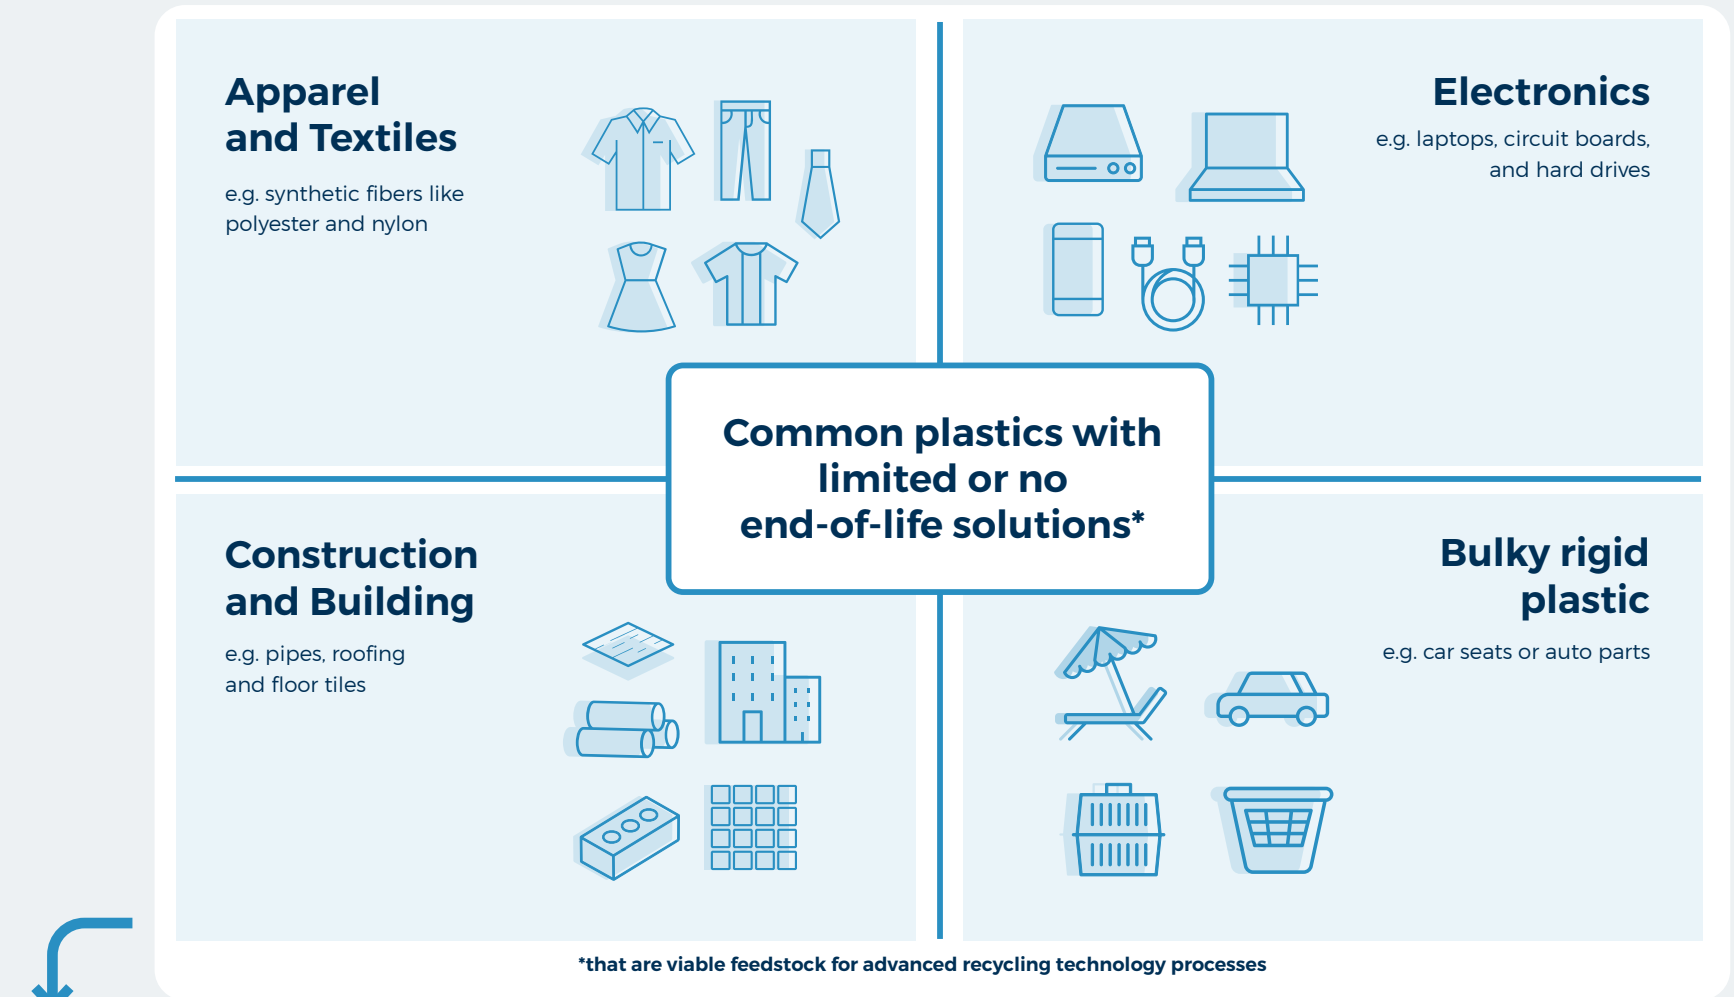 Apparel
and Textiles
e.g. synthetic fibers like
polyester and nylon
Electronics
e.g. laptops, circuit boards,
and hard drives
Common plastics with
limited or no
end-of-life solutions*
Construction
and Building
e.g. pipes, roofing
and floor tiles
Bulky rigid
plastic
e.g. car seats or auto parts
*that are viable feedstock for advanced recycling technology processes